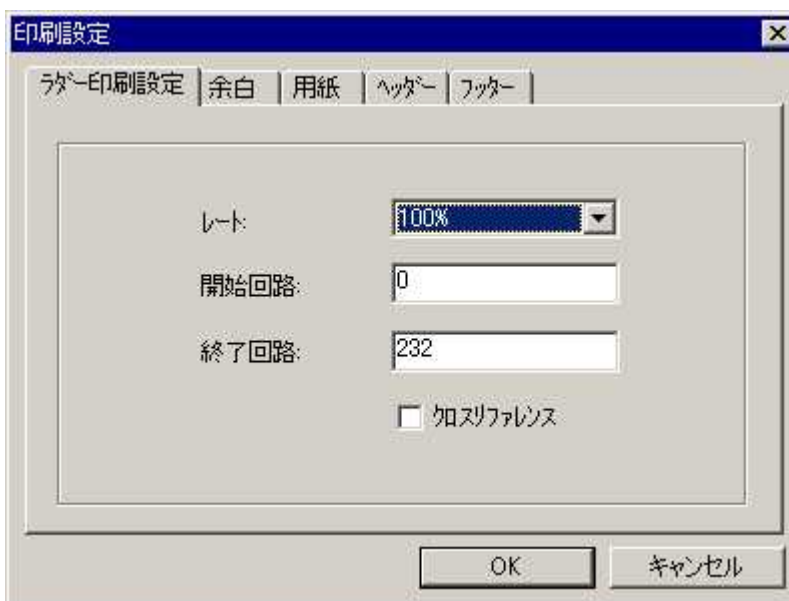 印刷設定
ﾗﾀﾞｰ印刷設定 余白 用紙 ﾍｯﾀﾞｰ ﾌｯﾀｰ
ﾚｰﾄ: 100%
開始回路: 0
終了回路: 232
ｸﾛｽﾘﾌｧﾚﾝｽ
OK キャンセル